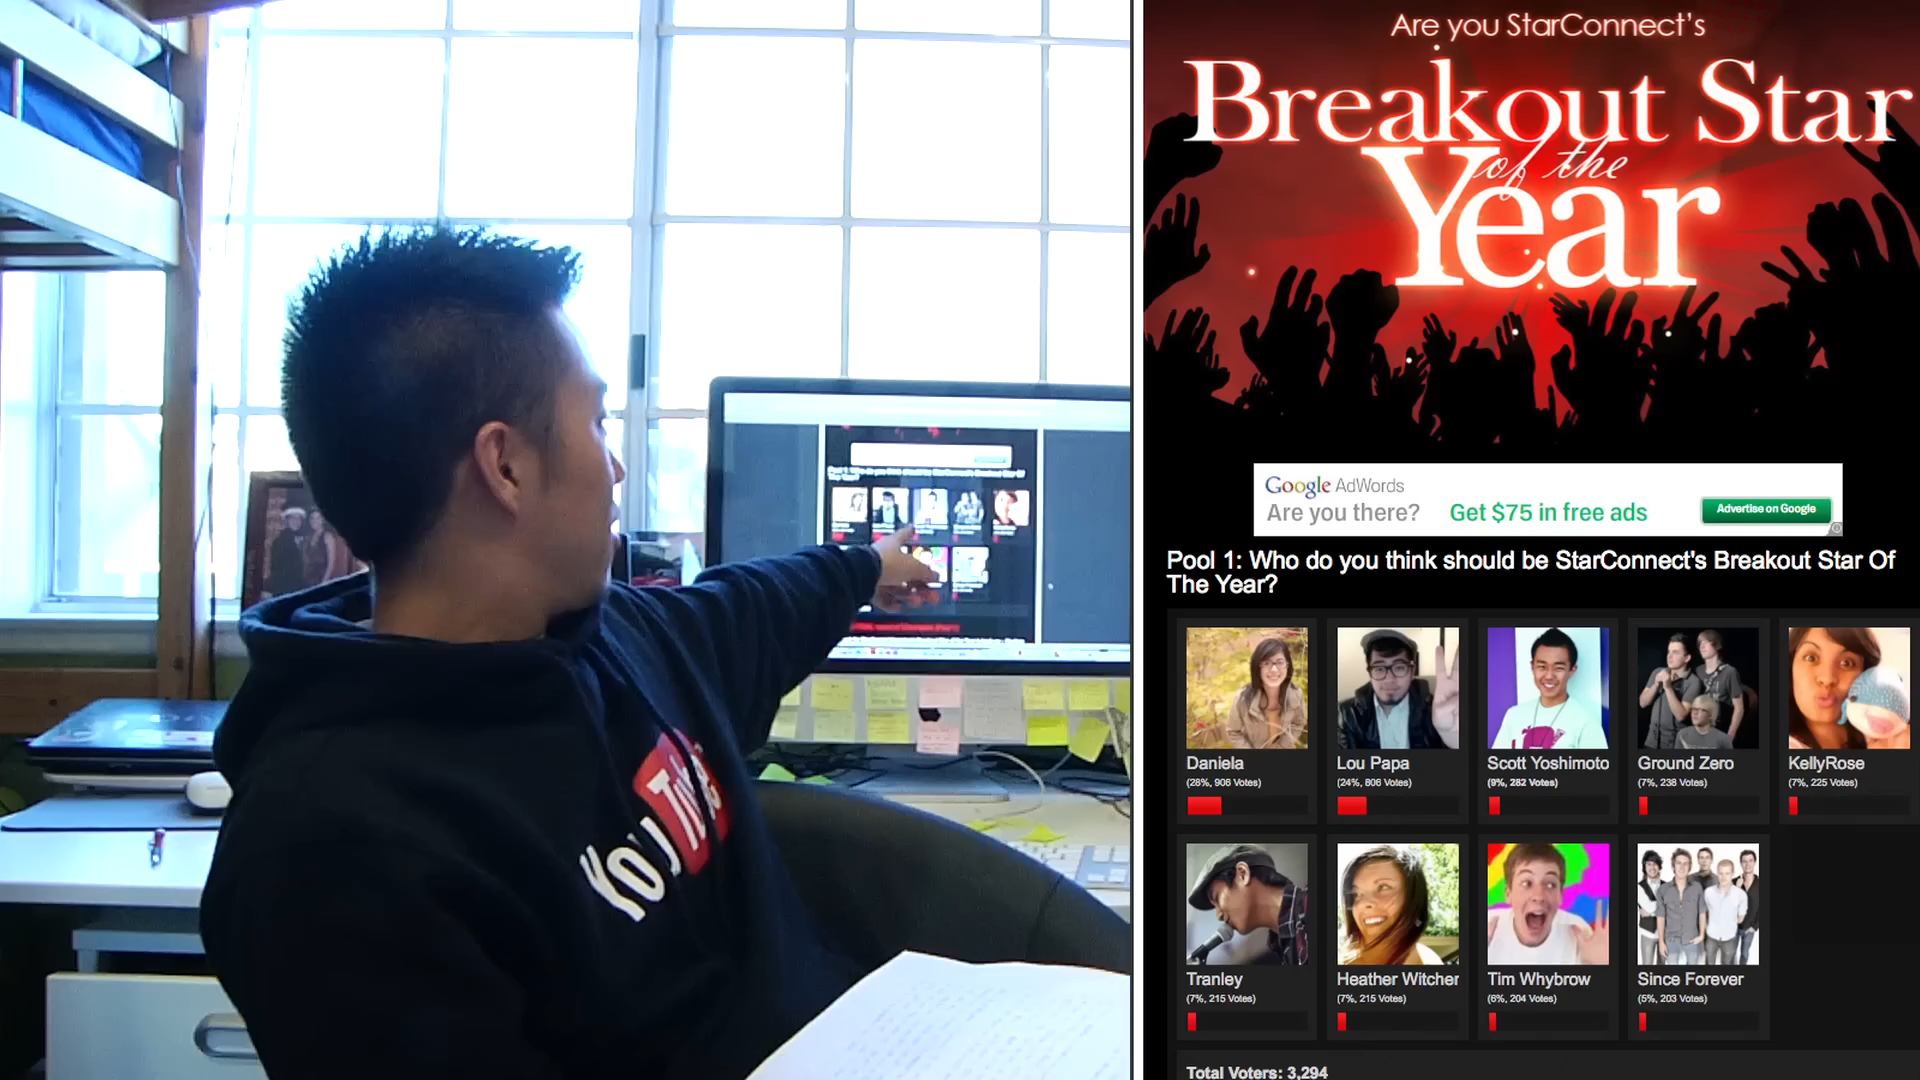 YouTube
Are you StarConnect's
Breakout Star
of the
Year
Google AdWords
Are you there? Get $75 in free ads
Advertise on Google
Pool 1: Who do you think should be StarConnect's Breakout Star Of
The Year?
Daniela
(28%, 906 Votes)
Lou Papa
(24%, 806 Votes)
Scott Yoshimoto
(9%, 282 Votes)
Ground Zero
(7%, 238 Votes)
KellyRose
(7%, 225 Votes)
Tranley
(7%, 215 Votes)
Heather Witcher
(7%, 215 Votes)
Tim Whybrow
(6%, 204 Votes)
Since Forever
(5%, 203 Votes)
Total Voters: 3,294